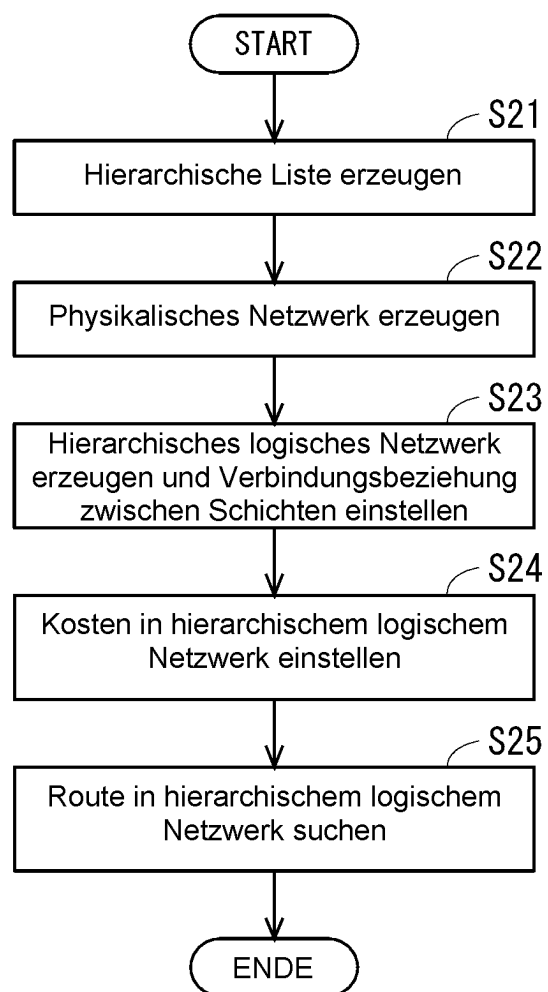 START
S21
Hierarchische Liste erzeugen
S22
Physikalisches Netzwerk erzeugen
S23
Hierarchisches logisches Netzwerk
erzeugen und Verbindungsbeziehung
zwischen Schichten einstellen
S24
Kosten in hierarchischem logischem
Netzwerk einstellen
S25
Route in hierarchischem logischem
Netzwerk suchen
ENDE